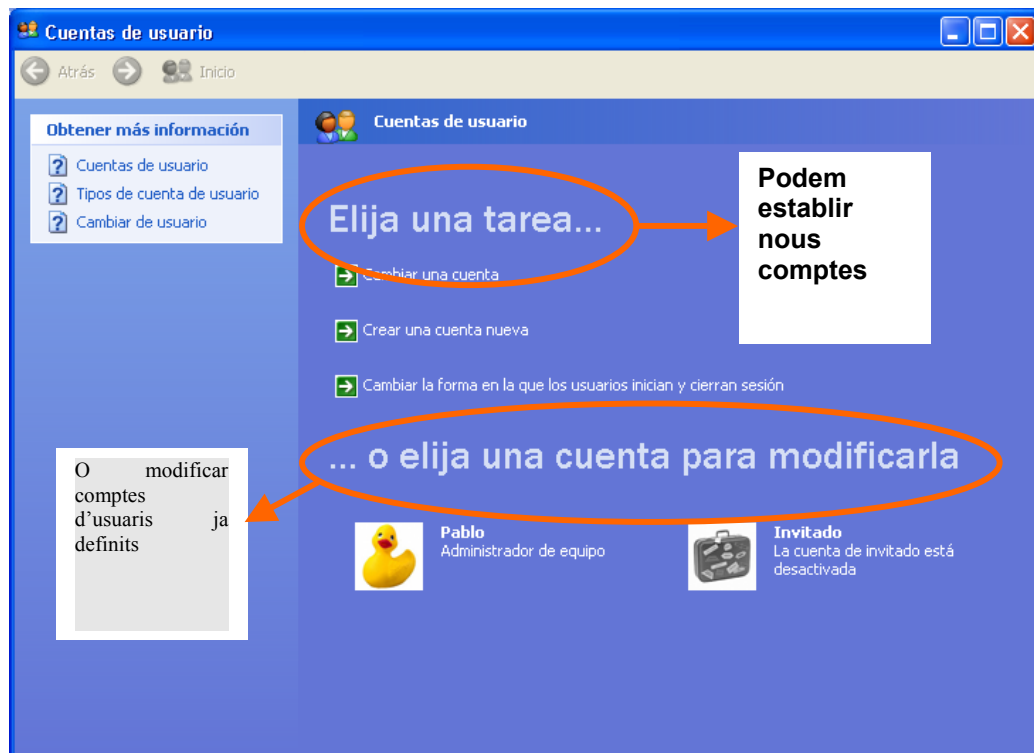 Cuentas de usuario
Atrás Inicio
Obtener más información
Cuentas de usuario
Tipos de cuenta de usuario
Cambiar de usuario
Cuentas de usuario
Elija una tarea...
Podem
establir
nous
comptes
Cambiar una cuenta
Crear una cuenta nueva
Cambiar la forma en la que los usuarios inician y cierran sesión
... o elija una cuenta para modificarla
O modificar
comptes
d'usuaris ja
definits
Pablo
Administrador de equipo
Invitado
La cuenta de invitado está
desactivada